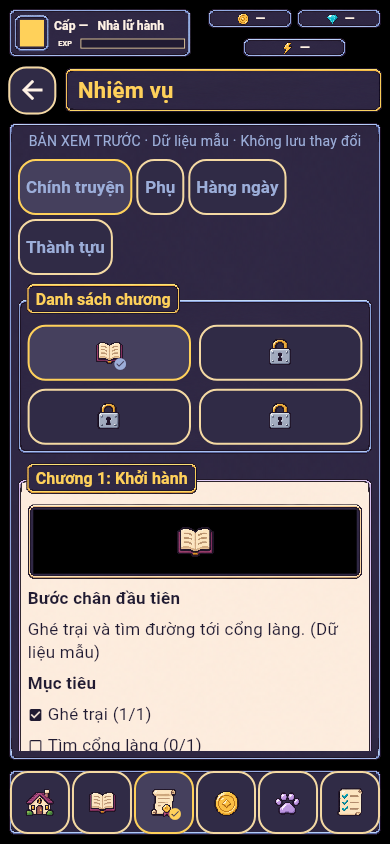 Cấp — Nhà lữ hành
EXP
—
—
—
Nhiệm vụ
BẢN XEM TRƯỚC · Dữ liệu mẫu · Không lưu thay đổi
Chính truyện
Phụ
Hàng ngày
Thành tựu
Danh sách chương
Chương 1: Khởi hành
Bước chân đầu tiên
Ghé trại và tìm đường tới cổng làng. (Dữ
liệu mẫu)
Mục tiêu
Ghé trại (1/1)
Tìm cổng làng (0/1)